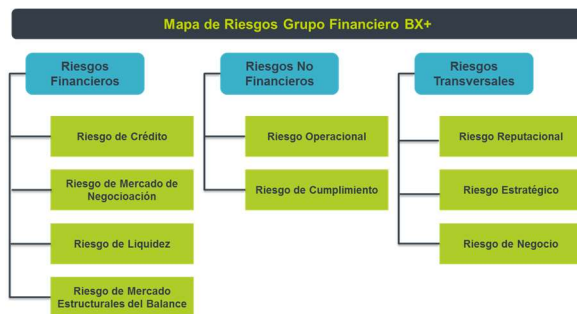 Mapa de Riesgos Grupo Financiero BX+
Riesgos
Financieros
Riesgo de Crédito
Riesgo de Mercado de
Negocioación
Riesgo de Liquidez
Riesgo de Mercado
Estructurales del Balance
Riesgos No
Financieros
Riesgo Operacional
Riesgo de Cumplimiento
Riesgos
Transversales
Riesgo Reputacional
Riesgo Estratégico
Riesgo de Negocio